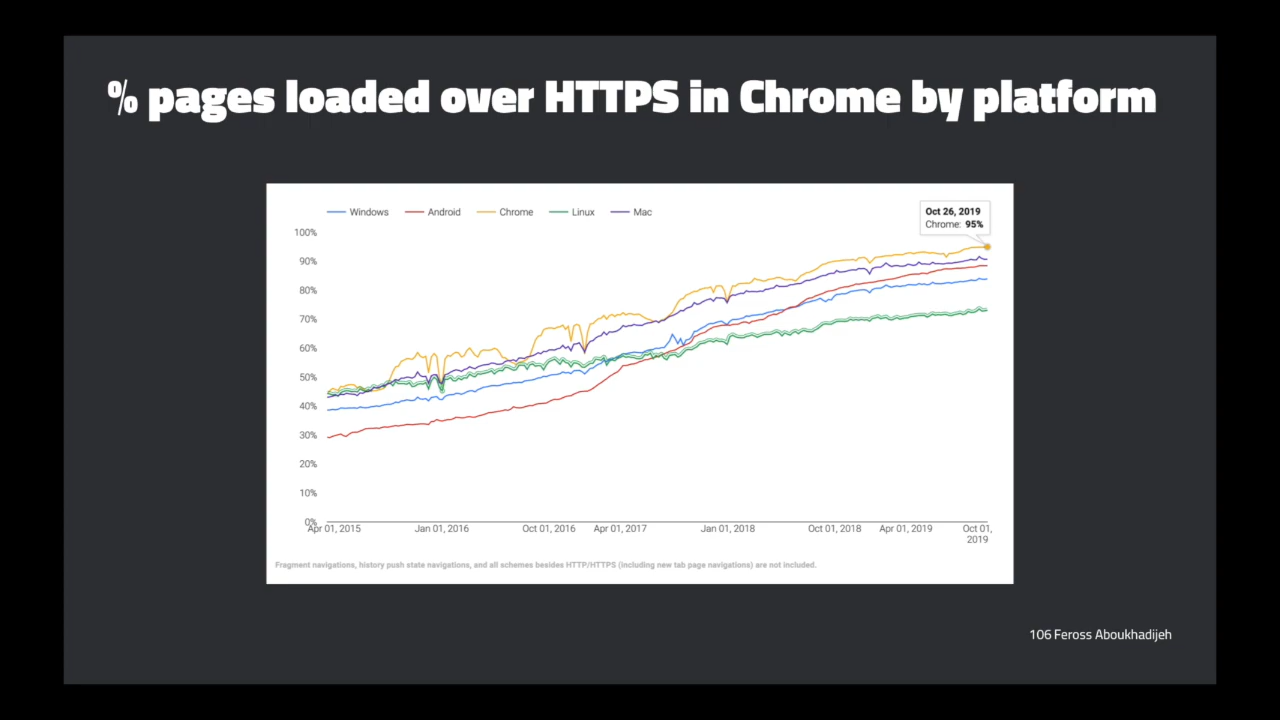 % pages loaded over HTTPS in Chrome by platform
Windows Android Chrome Linux Mac
Oct 26, 2019
Chrome: 95%
100%
90%
80%
70%
60%
50%
40%
30%
20%
10%
0%
Apr 01, 2015 Jan 01, 2016 Oct 01, 2016 Apr 01, 2017 Jan 01, 2018 Oct 01, 2018 Apr 01, 2019 Oct 01,
2019
Fragment navigations, history push state navigations, and all schemes besides HTTP/HTTPS (including new tab page navigations) are not included.
106 Feross Aboukhadijeh